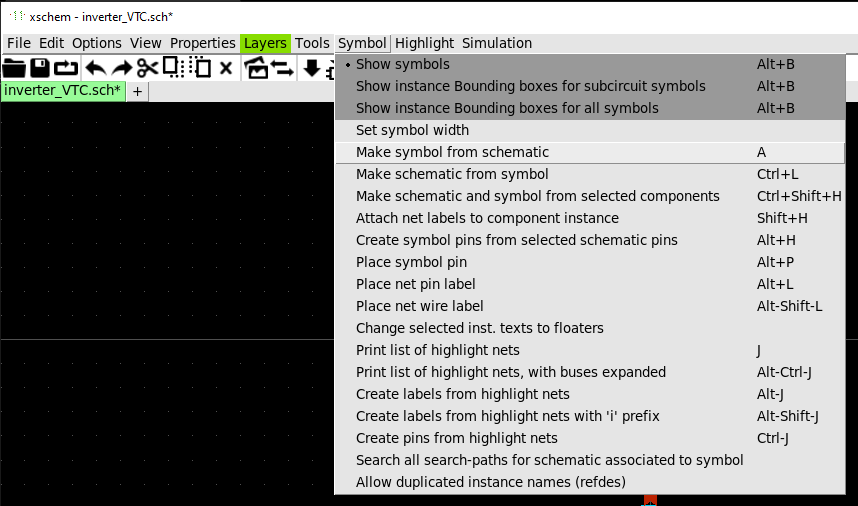 xschem - inverter_VTC.sch*
File Edit Options View Properties Layers Tools Symbol Highlight Simulation
inverter_VTC.sch* +
Show symbols Alt+B
Show instance Bounding boxes for subcircuit symbols Alt+B
Show instance Bounding boxes for all symbols Alt+B
Set symbol width
Make symbol from schematic A
Make schematic from symbol Ctrl+L
Make schematic and symbol from selected components Ctrl+Shift+H
Attach net labels to component instance Shift+H
Create symbol pins from selected schematic pins Alt+H
Place symbol pin Alt+P
Place net pin label Alt+L
Place net wire label Alt-Shift-L
Change selected inst. texts to floaters
Print list of highlight nets J
Print list of highlight nets, with buses expanded Alt-Ctrl-J
Create labels from highlight nets Alt-J
Create labels from highlight nets with 'i' prefix Alt-Shift-J
Create pins from highlight nets Ctrl-J
Search all search-paths for schematic associated to symbol
Allow duplicated instance names (refdes)